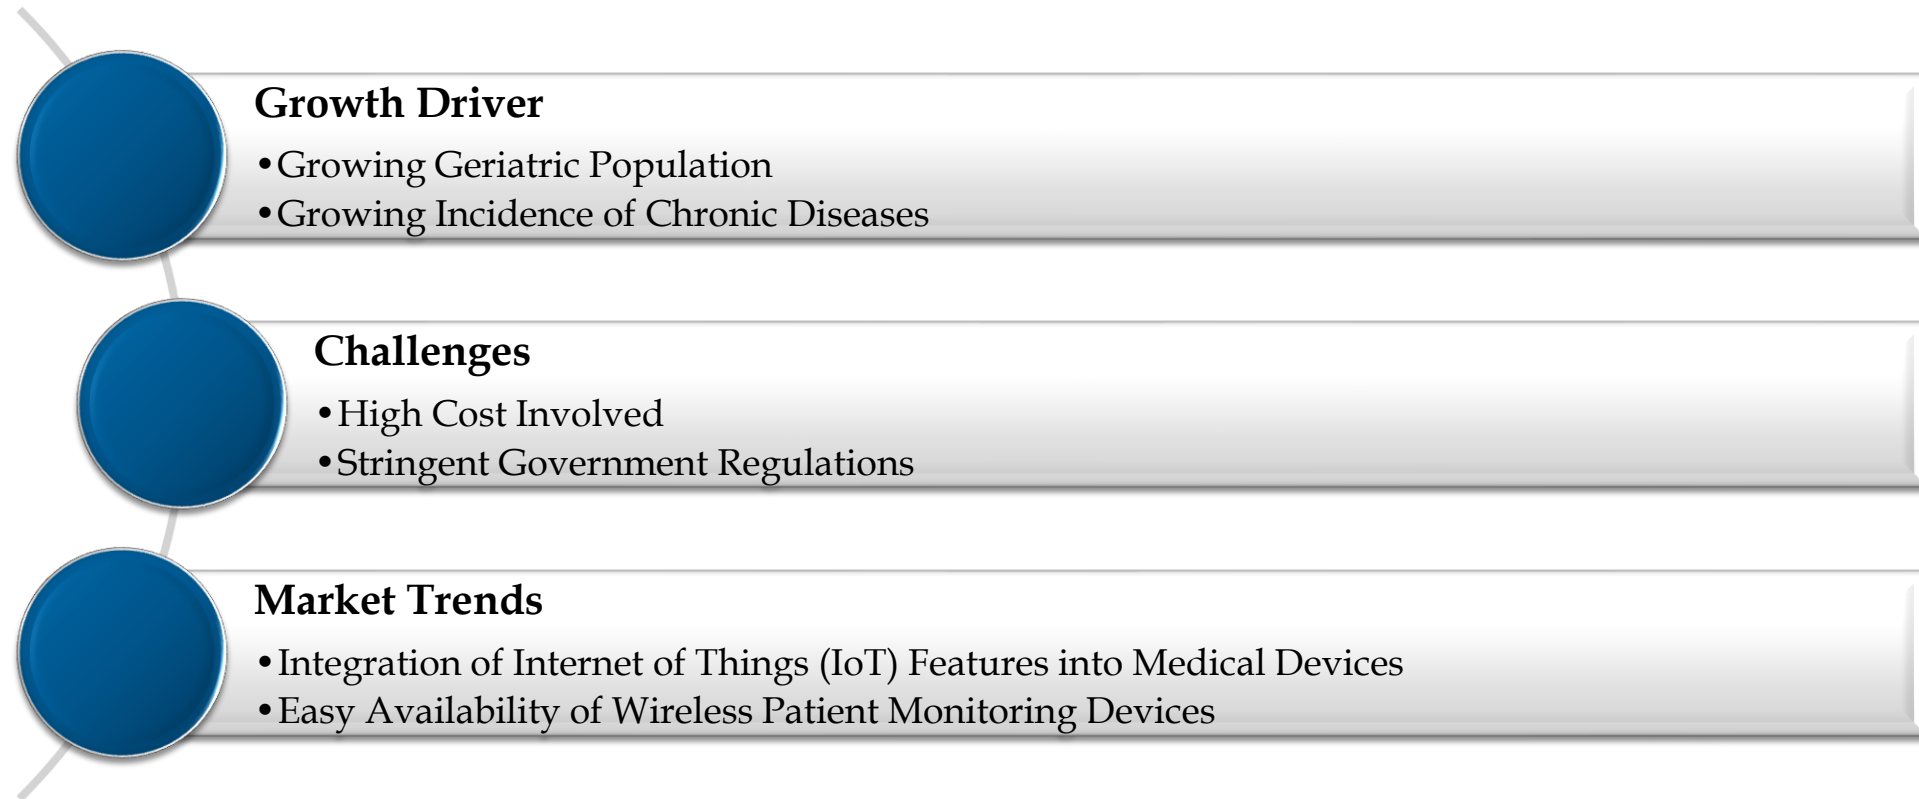 Growth Driver
•Growing Geriatric Population
•Growing Incidence of Chronic Diseases
Challenges
•High Cost Involved
•Stringent Government Regulations
Market Trends
•Integration of Internet of Things (IoT) Features into Medical Devices
•Easy Availability of Wireless Patient Monitoring Devices